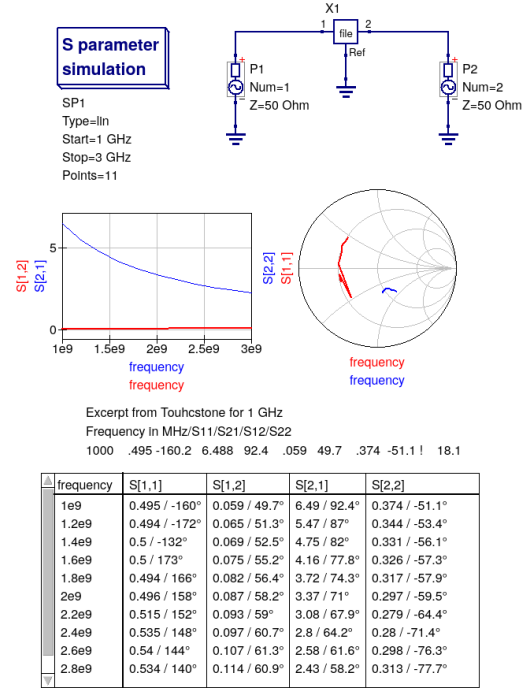 X1
1 file 2
Ref
S parameter
simulation
SP1
Type=lin
Start=1 GHz
Stop=3 GHz
Points=11
P1
Num=1
Z=50 Ohm
P2
Num=2
Z=50 Ohm
S[1,2]
S[2,1]
5
0
1e9 1.5e9 2e9 2.5e9 3e9
frequency
frequency
S[2,2]
S[1,1]
frequency
frequency
Excerpt from Touhcstone for 1 GHz
Frequency in MHz/S11/S21/S12/S22
1000 .495 -160.2 6.488 92.4 .059 49.7 .374 -51.1 ! 18.1
frequency S[1,1] S[1,2] S[2,1] S[2,2]
1e9 0.495 / -160° 0.059 / 49.7° 6.49 / 92.4° 0.374 / -51.1°
1.2e9 0.494 / -172° 0.065 / 51.3° 5.47 / 87° 0.344 / -53.4°
1.4e9 0.5 / -132° 0.069 / 52.5° 4.75 / 82° 0.331 / -56.1°
1.6e9 0.5 / 173° 0.075 / 55.2° 4.16 / 77.8° 0.326 / -57.3°
1.8e9 0.494 / 166° 0.082 / 56.4° 3.72 / 74.3° 0.317 / -57.9°
2e9 0.496 / 158° 0.087 / 58.2° 3.37 / 71° 0.297 / -59.5°
2.2e9 0.515 / 152° 0.093 / 59° 3.08 / 67.9° 0.279 / -64.4°
2.4e9 0.535 / 148° 0.097 / 60.7° 2.8 / 64.2° 0.28 / -71.4°
2.6e9 0.54 / 144° 0.107 / 61.3° 2.58 / 61.6° 0.298 / -76.3°
2.8e9 0.534 / 140° 0.114 / 60.9° 2.43 / 58.2° 0.313 / -77.7°